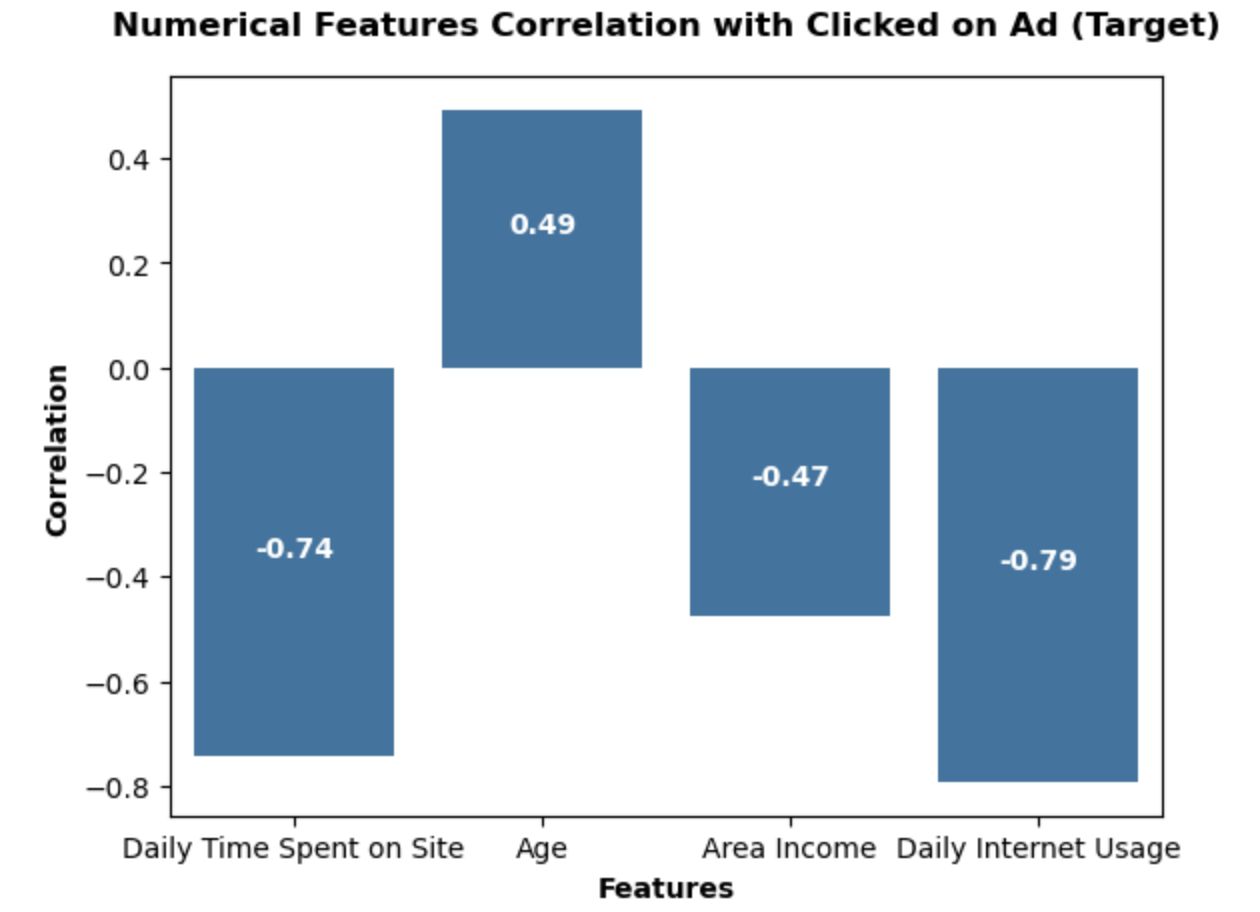 Numerical Features Correlation with Clicked on Ad (Target)
0.4
0.2
0.0
−0.2
−0.4
−0.6
−0.8
Correlation
-0.74
0.49
-0.47
-0.79
Daily Time Spent on Site
Age
Area Income
Daily Internet Usage
Features